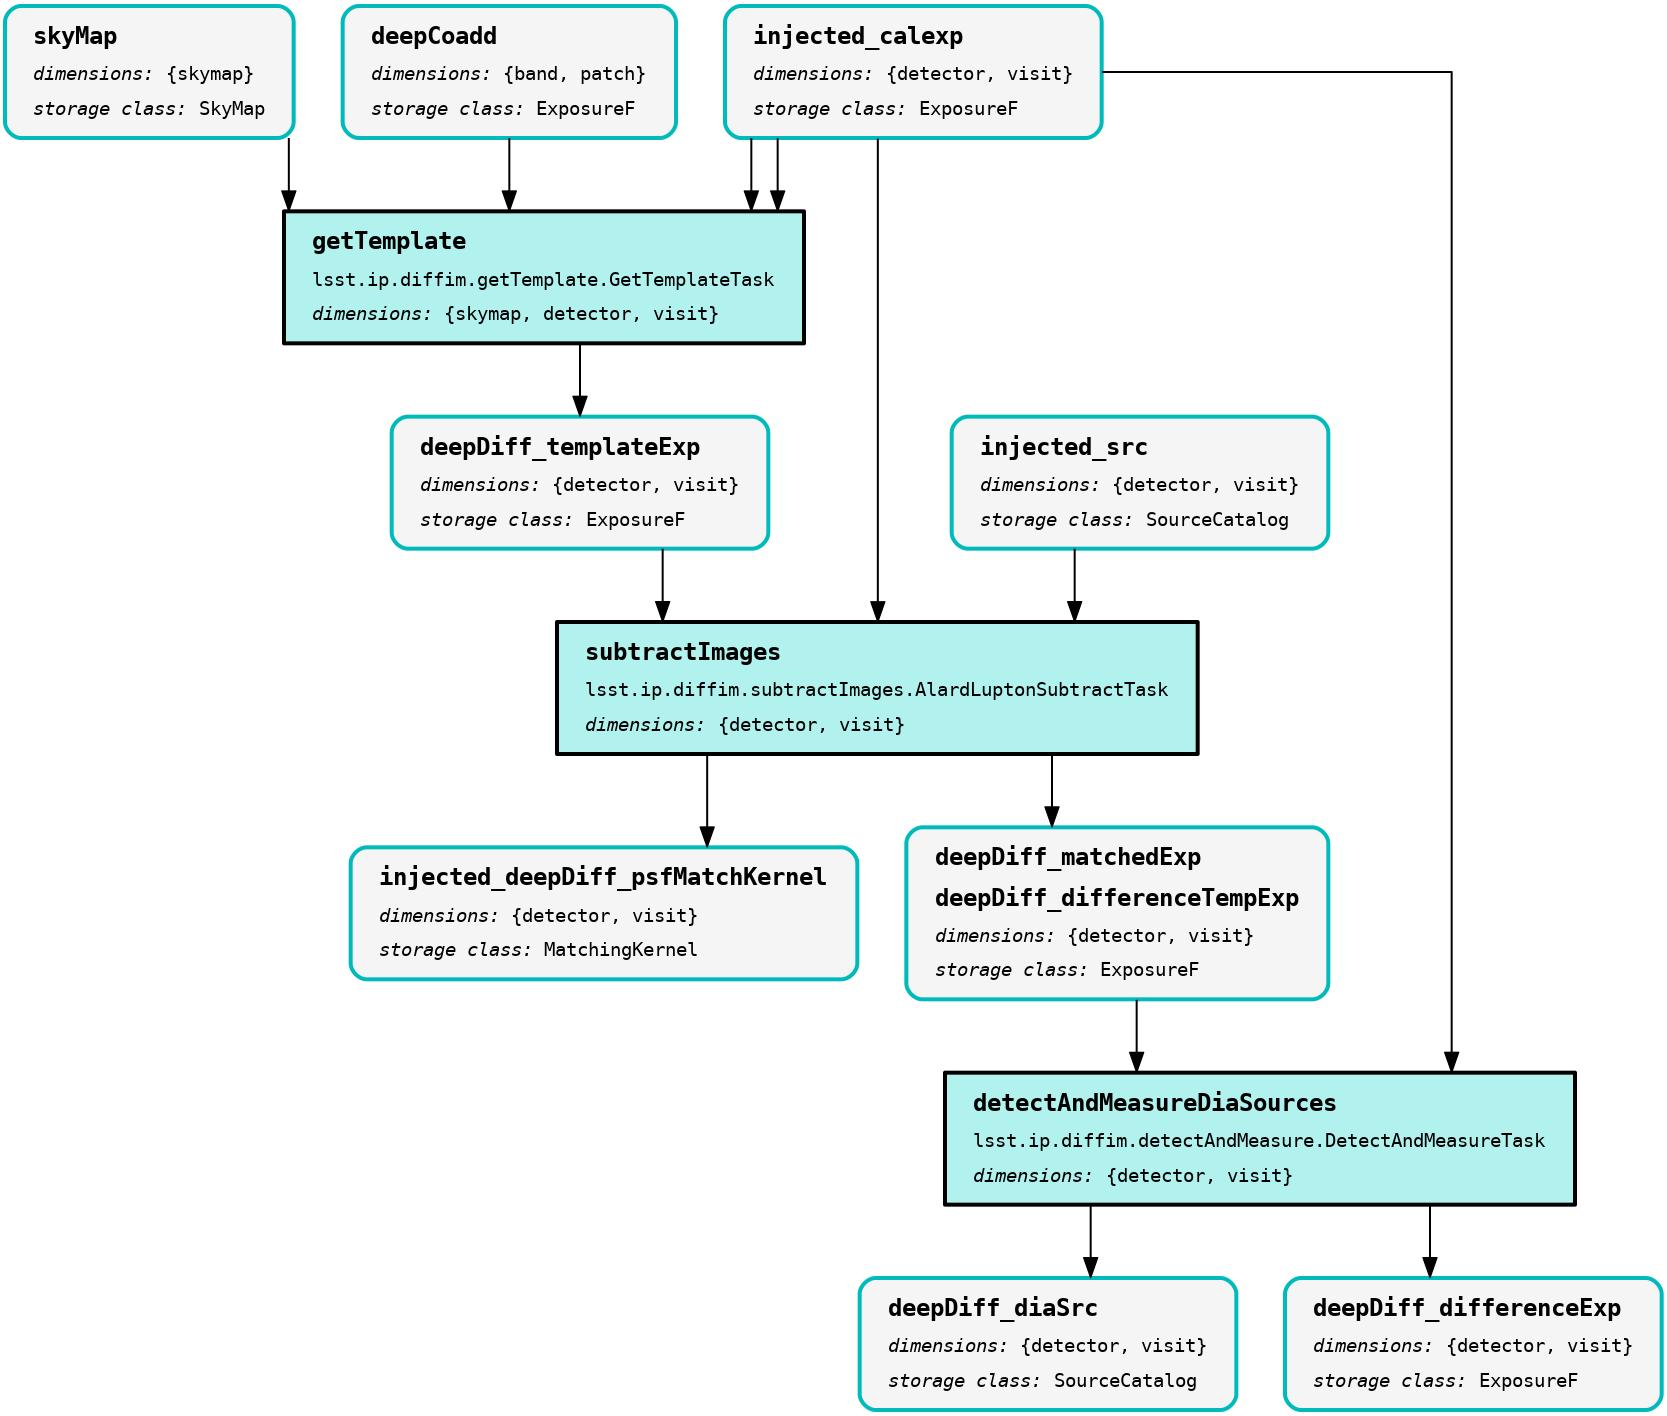 skyMap
dimensions: {skymap}
storage class: SkyMap
deepCoadd
dimensions: {band, patch}
storage class: ExposureF
injected_calexp
dimensions: {detector, visit}
storage class: ExposureF
getTemplate
lsst.ip.diffim.getTemplate.GetTemplateTask
dimensions: {skymap, detector, visit}
deepDiff_templateExp
dimensions: {detector, visit}
storage class: ExposureF
injected_src
dimensions: {detector, visit}
storage class: SourceCatalog
subtractImages
lsst.ip.diffim.subtractImages.AlardLuptonSubtractTask
dimensions: {detector, visit}
injected_deepDiff_psfMatchKernel
dimensions: {detector, visit}
storage class: MatchingKernel
deepDiff_matchedExp
deepDiff_differenceTempExp
dimensions: {detector, visit}
storage class: ExposureF
detectAndMeasureDiaSources
lsst.ip.diffim.detectAndMeasure.DetectAndMeasureTask
dimensions: {detector, visit}
deepDiff_diaSrc
dimensions: {detector, visit}
storage class: SourceCatalog
deepDiff_differenceExp
dimensions: {detector, visit}
storage class: ExposureF